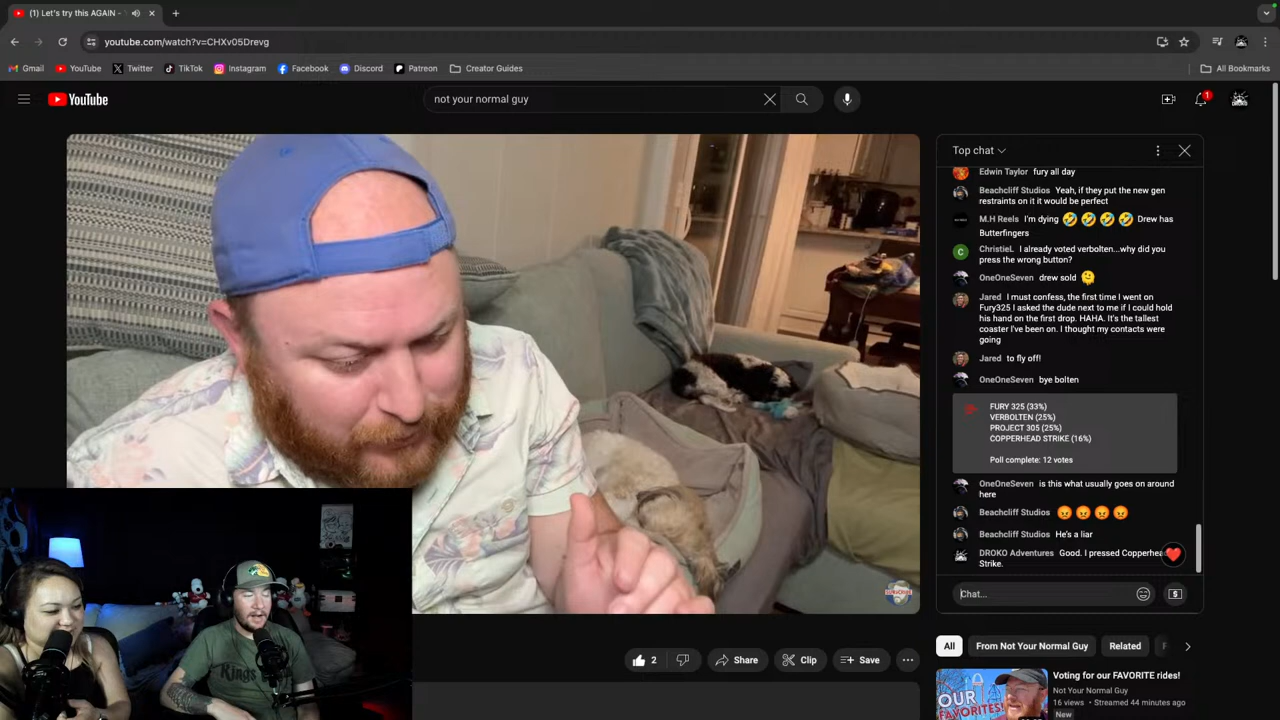 (1) Let's try this AGAIN -
youtube.com/watch?v=CHXv05Drevg
Gmail YouTube Twitter TikTok Instagram Facebook Discord Patreon Creator Guides All Bookmarks
YouTube
not your normal guy
1
Top chat
Edwin Taylor fury all day
Beachcliff Studios Yeah, if they put the new gen
restraints on it it would be perfect
M.H Reels I'm dying 🤣 🤣 🤣 🤣 Drew has
Butterfingers
C
ChristieL I already voted verbolten...why did you
press the wrong button?
OneOneSeven drew sold 🫠
Jared I must confess, the first time I went on
Fury325 I asked the dude next to me if I could hold
his hand on the first drop. HAHA. It's the tallest
coaster I've been on. I thought my contacts were
going
Jared to fly off!
OneOneSeven bye bolten
FURY 325 (33%)
VERBOLTEN (25%)
PROJECT 305 (25%)
COPPERHEAD STRIKE (16%)
Poll complete: 12 votes
OneOneSeven is this what usually goes on around
here
Beachcliff Studios 😡 😡 😡 😡
Beachcliff Studios He's a liar
DROKO Adventures Good. I pressed Copperhea
Strike.
Chat...
2 Share Clip Save
All From Not Your Normal Guy Related
OUR
FAVORITES!
Voting for our FAVORITE rides!
Not Your Normal Guy
16 views • Streamed 44 minutes ago
New